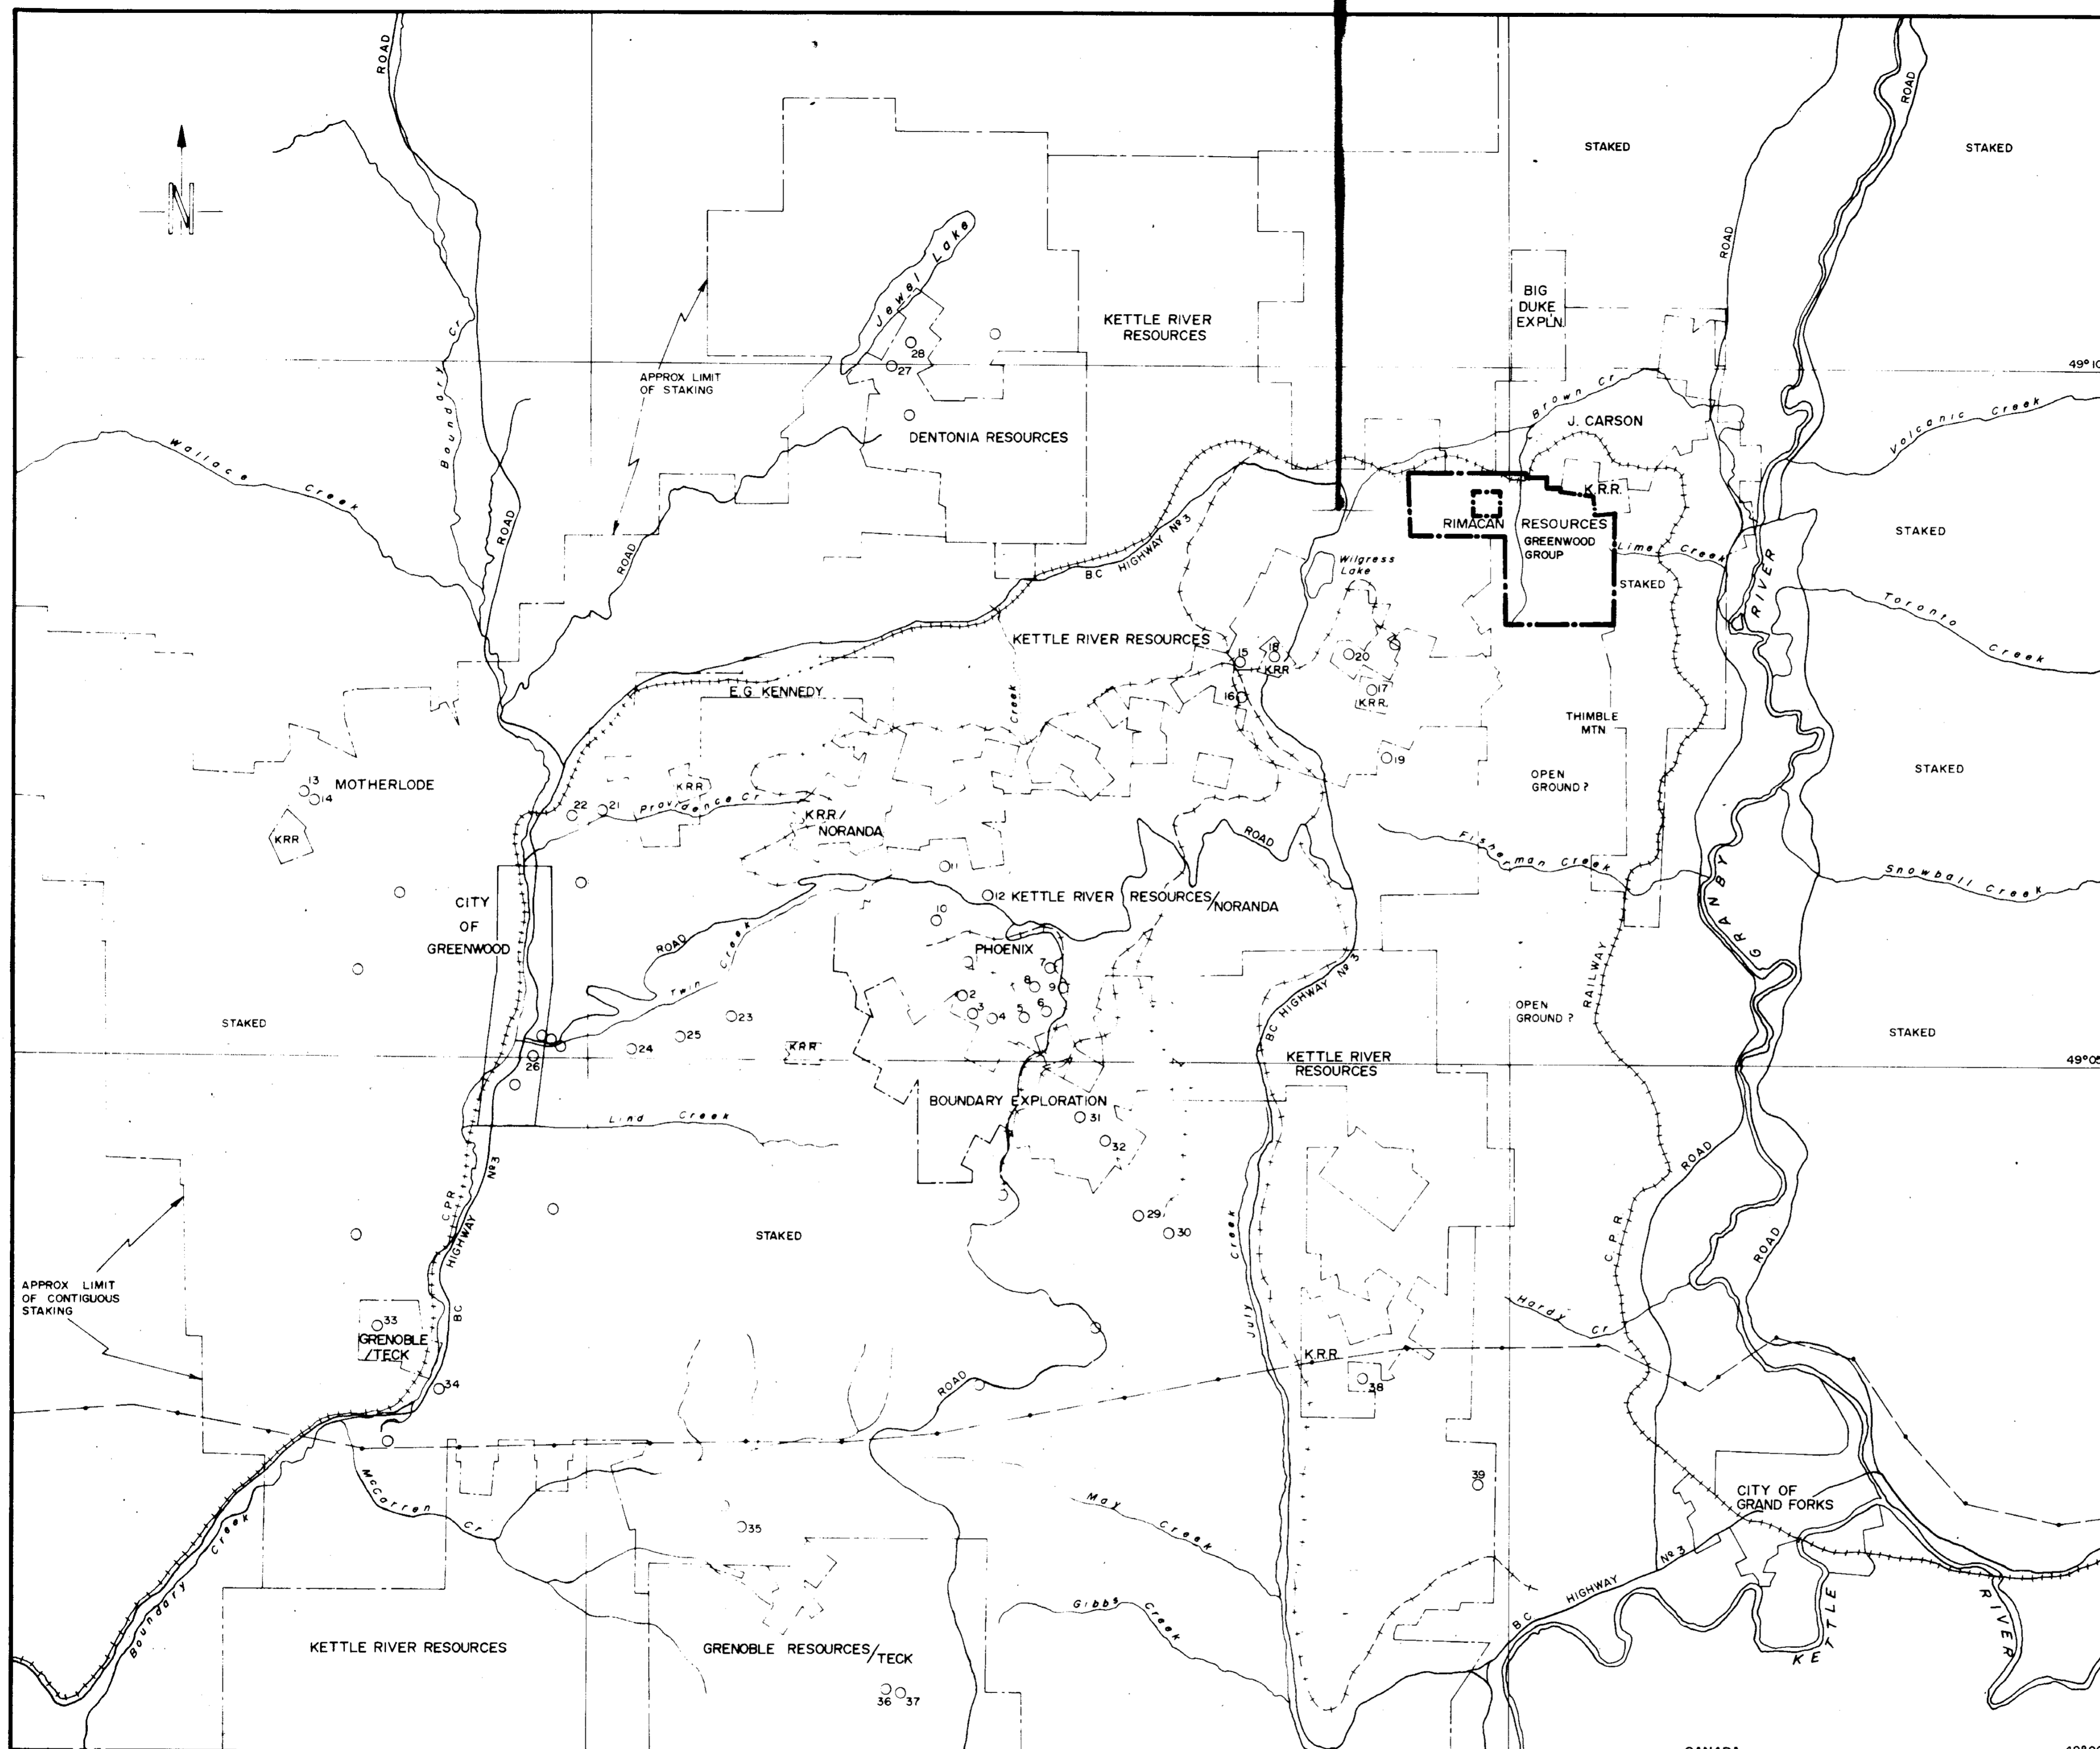 ROAD
ROAD
STAKED
STAKED
N
ROAD
Jewel Lake
BIG
DUKE
EXPL'N.
KETTLE RIVER
RESOURCES
Boundary Cr
28
27
49° 10
APPROX LIMIT
OF STAKING
Brown Cr
Volcanic Creek
J. CARSON
DENTONIA RESOURCES
Wallace Creek
K.R.R.
ROAD
RIMACAN RESOURCES
GREENWOOD
GROUP
STAKED
BC HIGHWAY Nº 3
ROAD
Lime Creek
Wilgress
Lake
STAKED
RIVER
Toronto Creek
KETTLE RIVER RESOURCES
15
18
KRR
20
E.G. KENNEDY
Creek
16
17
K.R.R.
THIMBLE
MTN
19
OPEN
GROUND ?
STAKED
13
14
MOTHERLODE
KRR
KRR
22
21
Providence Cr
K.R.R./
NORANDA
ROAD
Fisherman Creek
11
Snowball Creek
CITY
OF
GREENWOOD
12 KETTLE RIVER RESOURCES/NORANDA
10
GRANBY
ROAD
Twin Creek
PHOENIX
7
8
9
2
3
4
5
6
BC HIGHWAY Nº 3
RAILWAY
OPEN
GROUND ?
STAKED
STAKED
23
25
24
KRR
26
KETTLE RIVER
RESOURCES
49°05
BOUNDARY EXPLORATION
31
32
Lind Creek
Nº 3
ROAD
C.P.R.
HIGHWAY
BC
29
30
STAKED
July Creek
C.P.R.
ROAD
APPROX LIMIT
OF CONTIGUOUS
STAKING
Hardy Cr
33
GRENOBLE
/TECK
34
K.R.R.
38
ROAD
39
McCarren Cr
May Creek
CITY OF
GRAND FORKS
35
Boundary Creek
Gibbs Creek
BC HIGHWAY Nº 3
KETTLE
RIVER
KETTLE RIVER RESOURCES
GRENOBLE RESOURCES/TECK
36
37